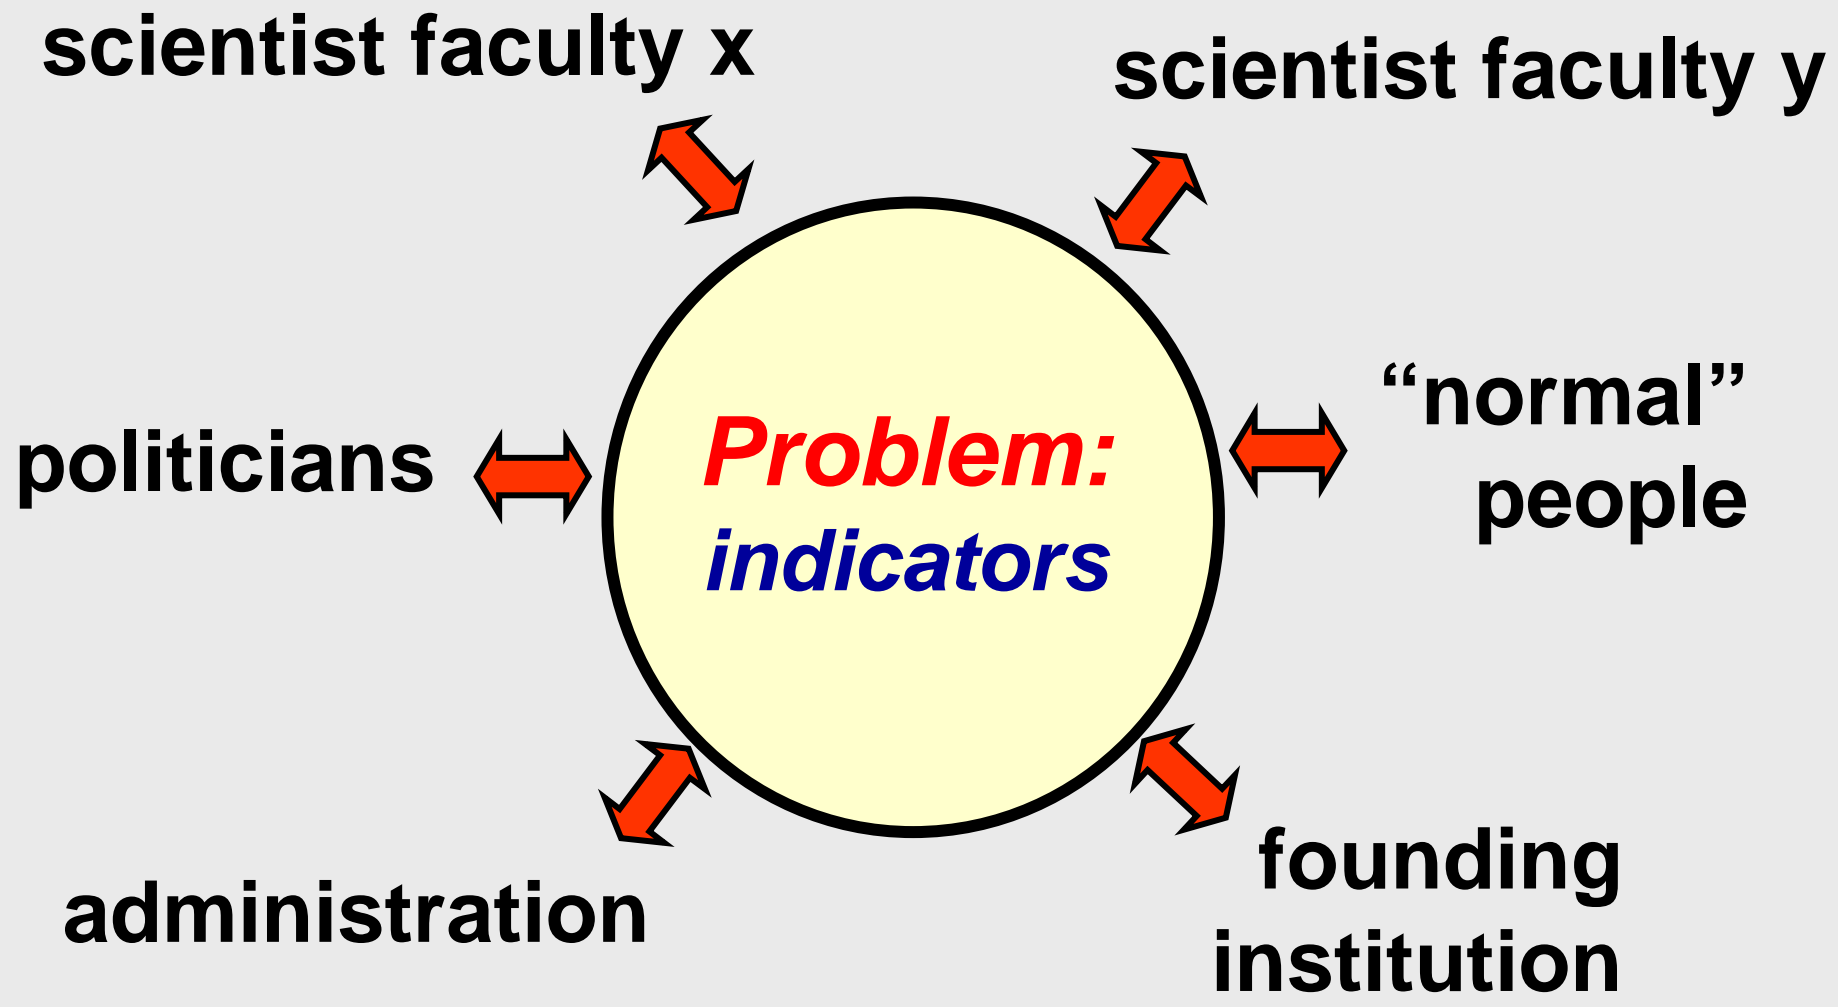 scientist faculty x
scientist faculty y
“normal”
people
politicians
Problem:
indicators
administration
founding
institution